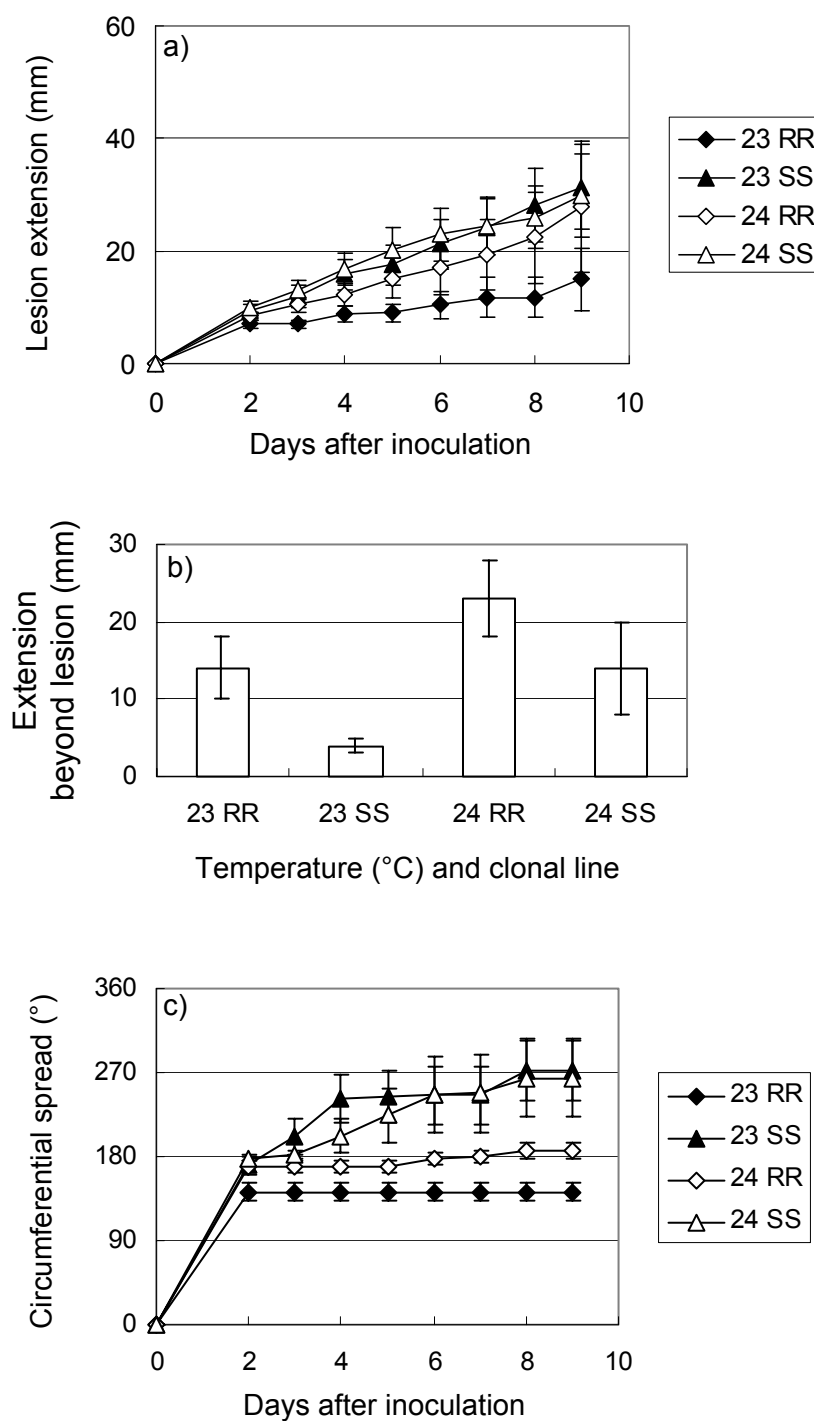 a)
Lesion extension (mm)
60
40
20
0
0 2 4 6 8 10
Days after inoculation
23 RR
23 SS
24 RR
24 SS
b)
Extension
beyond lesion (mm)
30
20
10
0
23 RR 23 SS 24 RR 24 SS
Temperature (°C) and clonal line
c)
Circumferential spread (°)
360
270
180
90
0
0 2 4 6 8 10
Days after inoculation
23 RR
23 SS
24 RR
24 SS